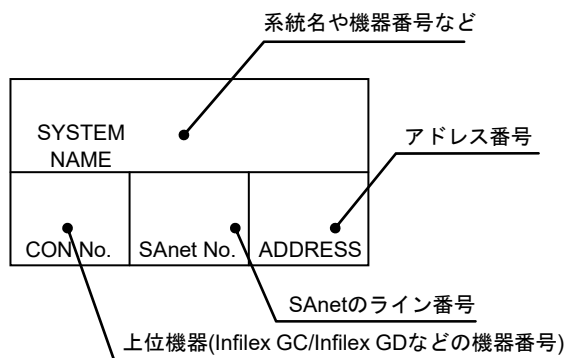 系統名や機器番号など
SYSTEM
NAME
アドレス番号
CON No.
SAnet No.
ADDRESS
SAnetのライン番号
上位機器(Infilex GC/Infilex GDなどの機器番号)